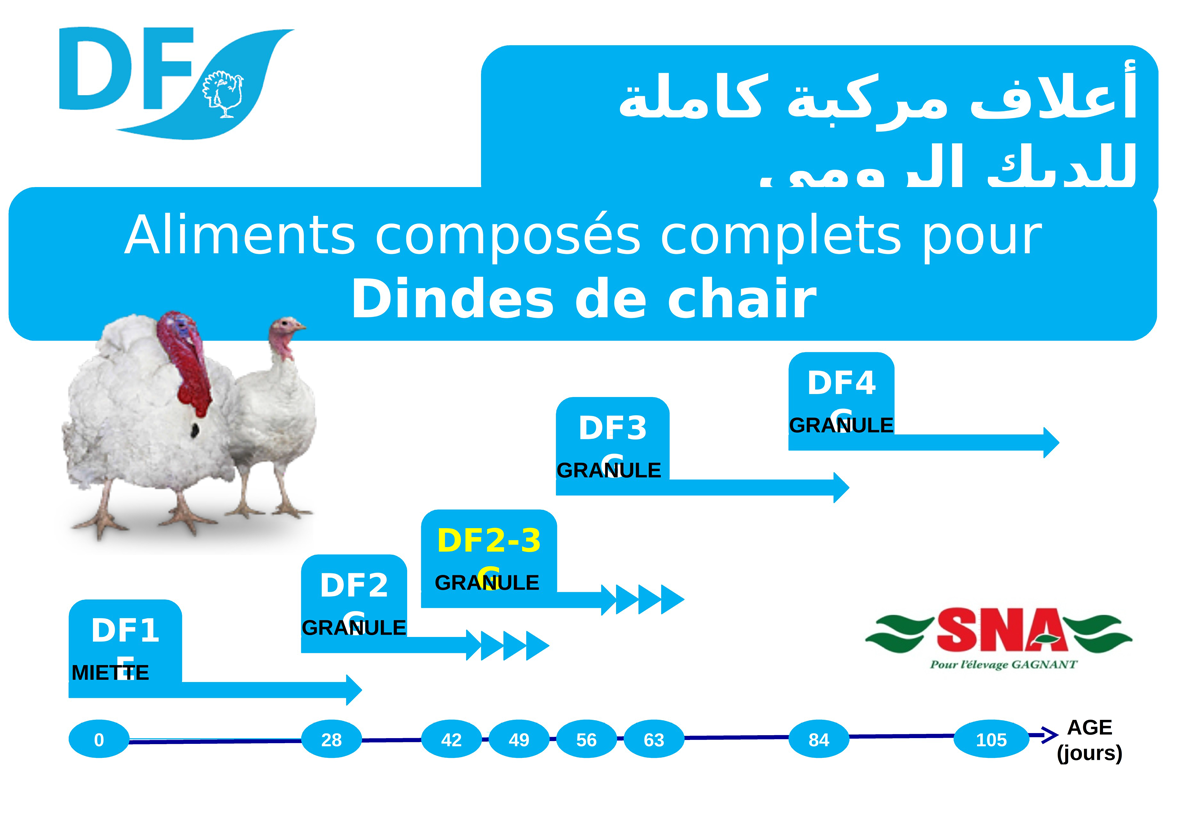 DF
أعلاف مركبة كاملة
للديك الرومي
Aliments composés complets pour
Dindes de chair
DF4
G
GRANULE
DF3
G
GRANULE
DF2-3
G
GRANULE
DF2
G
GRANULE
DF1
E
MIETTE
SNA
Pour l'élevage GAGNANT
0 28 42 49 56 63 84 105
AGE
(jours)